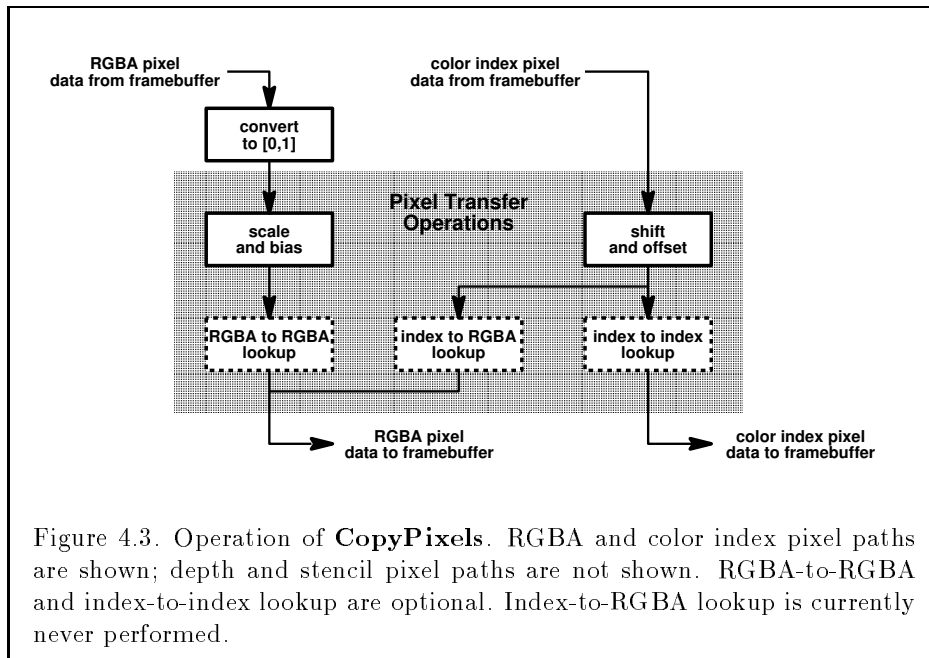 RGBA pixel
data from framebuffer
color index pixel
data from framebuffer
convert
to [0,1]
Pixel Transfer
Operations
scale
and bias
shift
and offset
RGBA to RGBA
lookup
index to RGBA
lookup
index to index
lookup
RGBA pixel
data to framebuffer
color index pixel
data to framebuffer
Figure 4.3. Operation of CopyPixels. RGBA and color index pixel paths
are shown; depth and stencil pixel paths are not shown. RGBA-to-RGBA
and index-to-index lookup are optional. Index-to-RGBA lookup is currently
never performed.